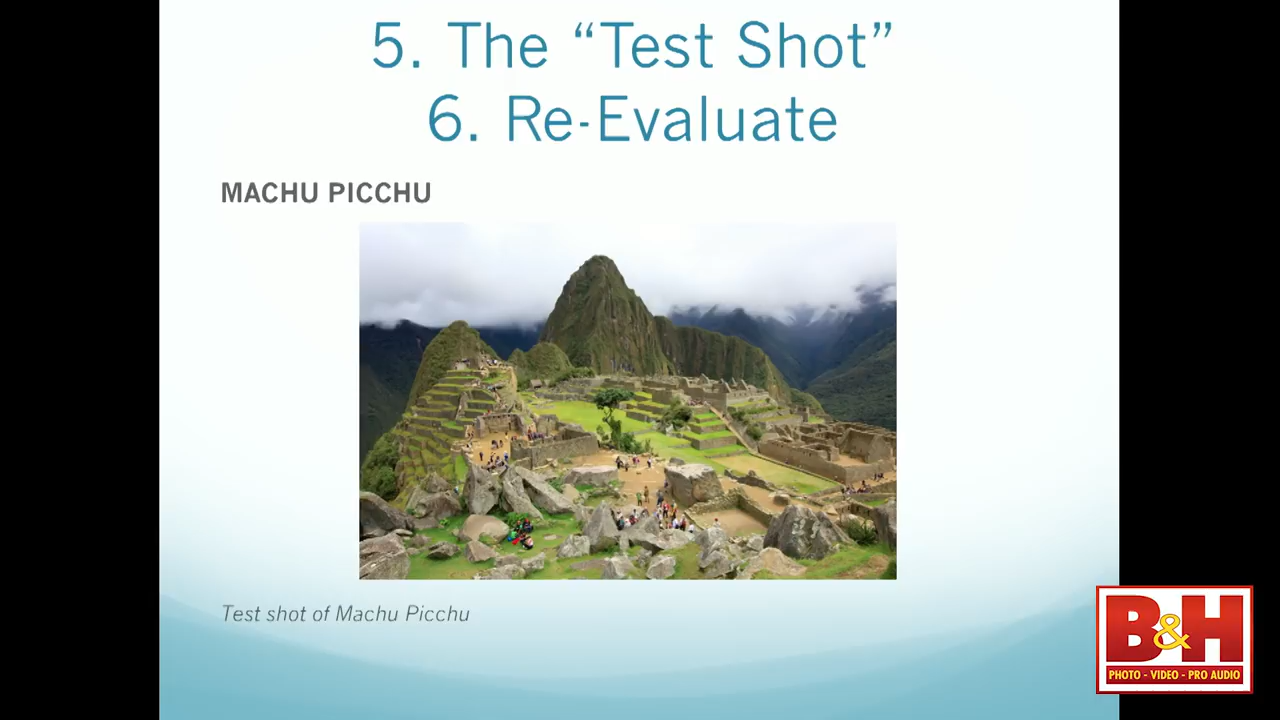 5. The “Test Shot”
6. Re-Evaluate
MACHU PICCHU
Test shot of Machu Picchu
B&H
PHOTO - VIDEO - PRO AUDIO